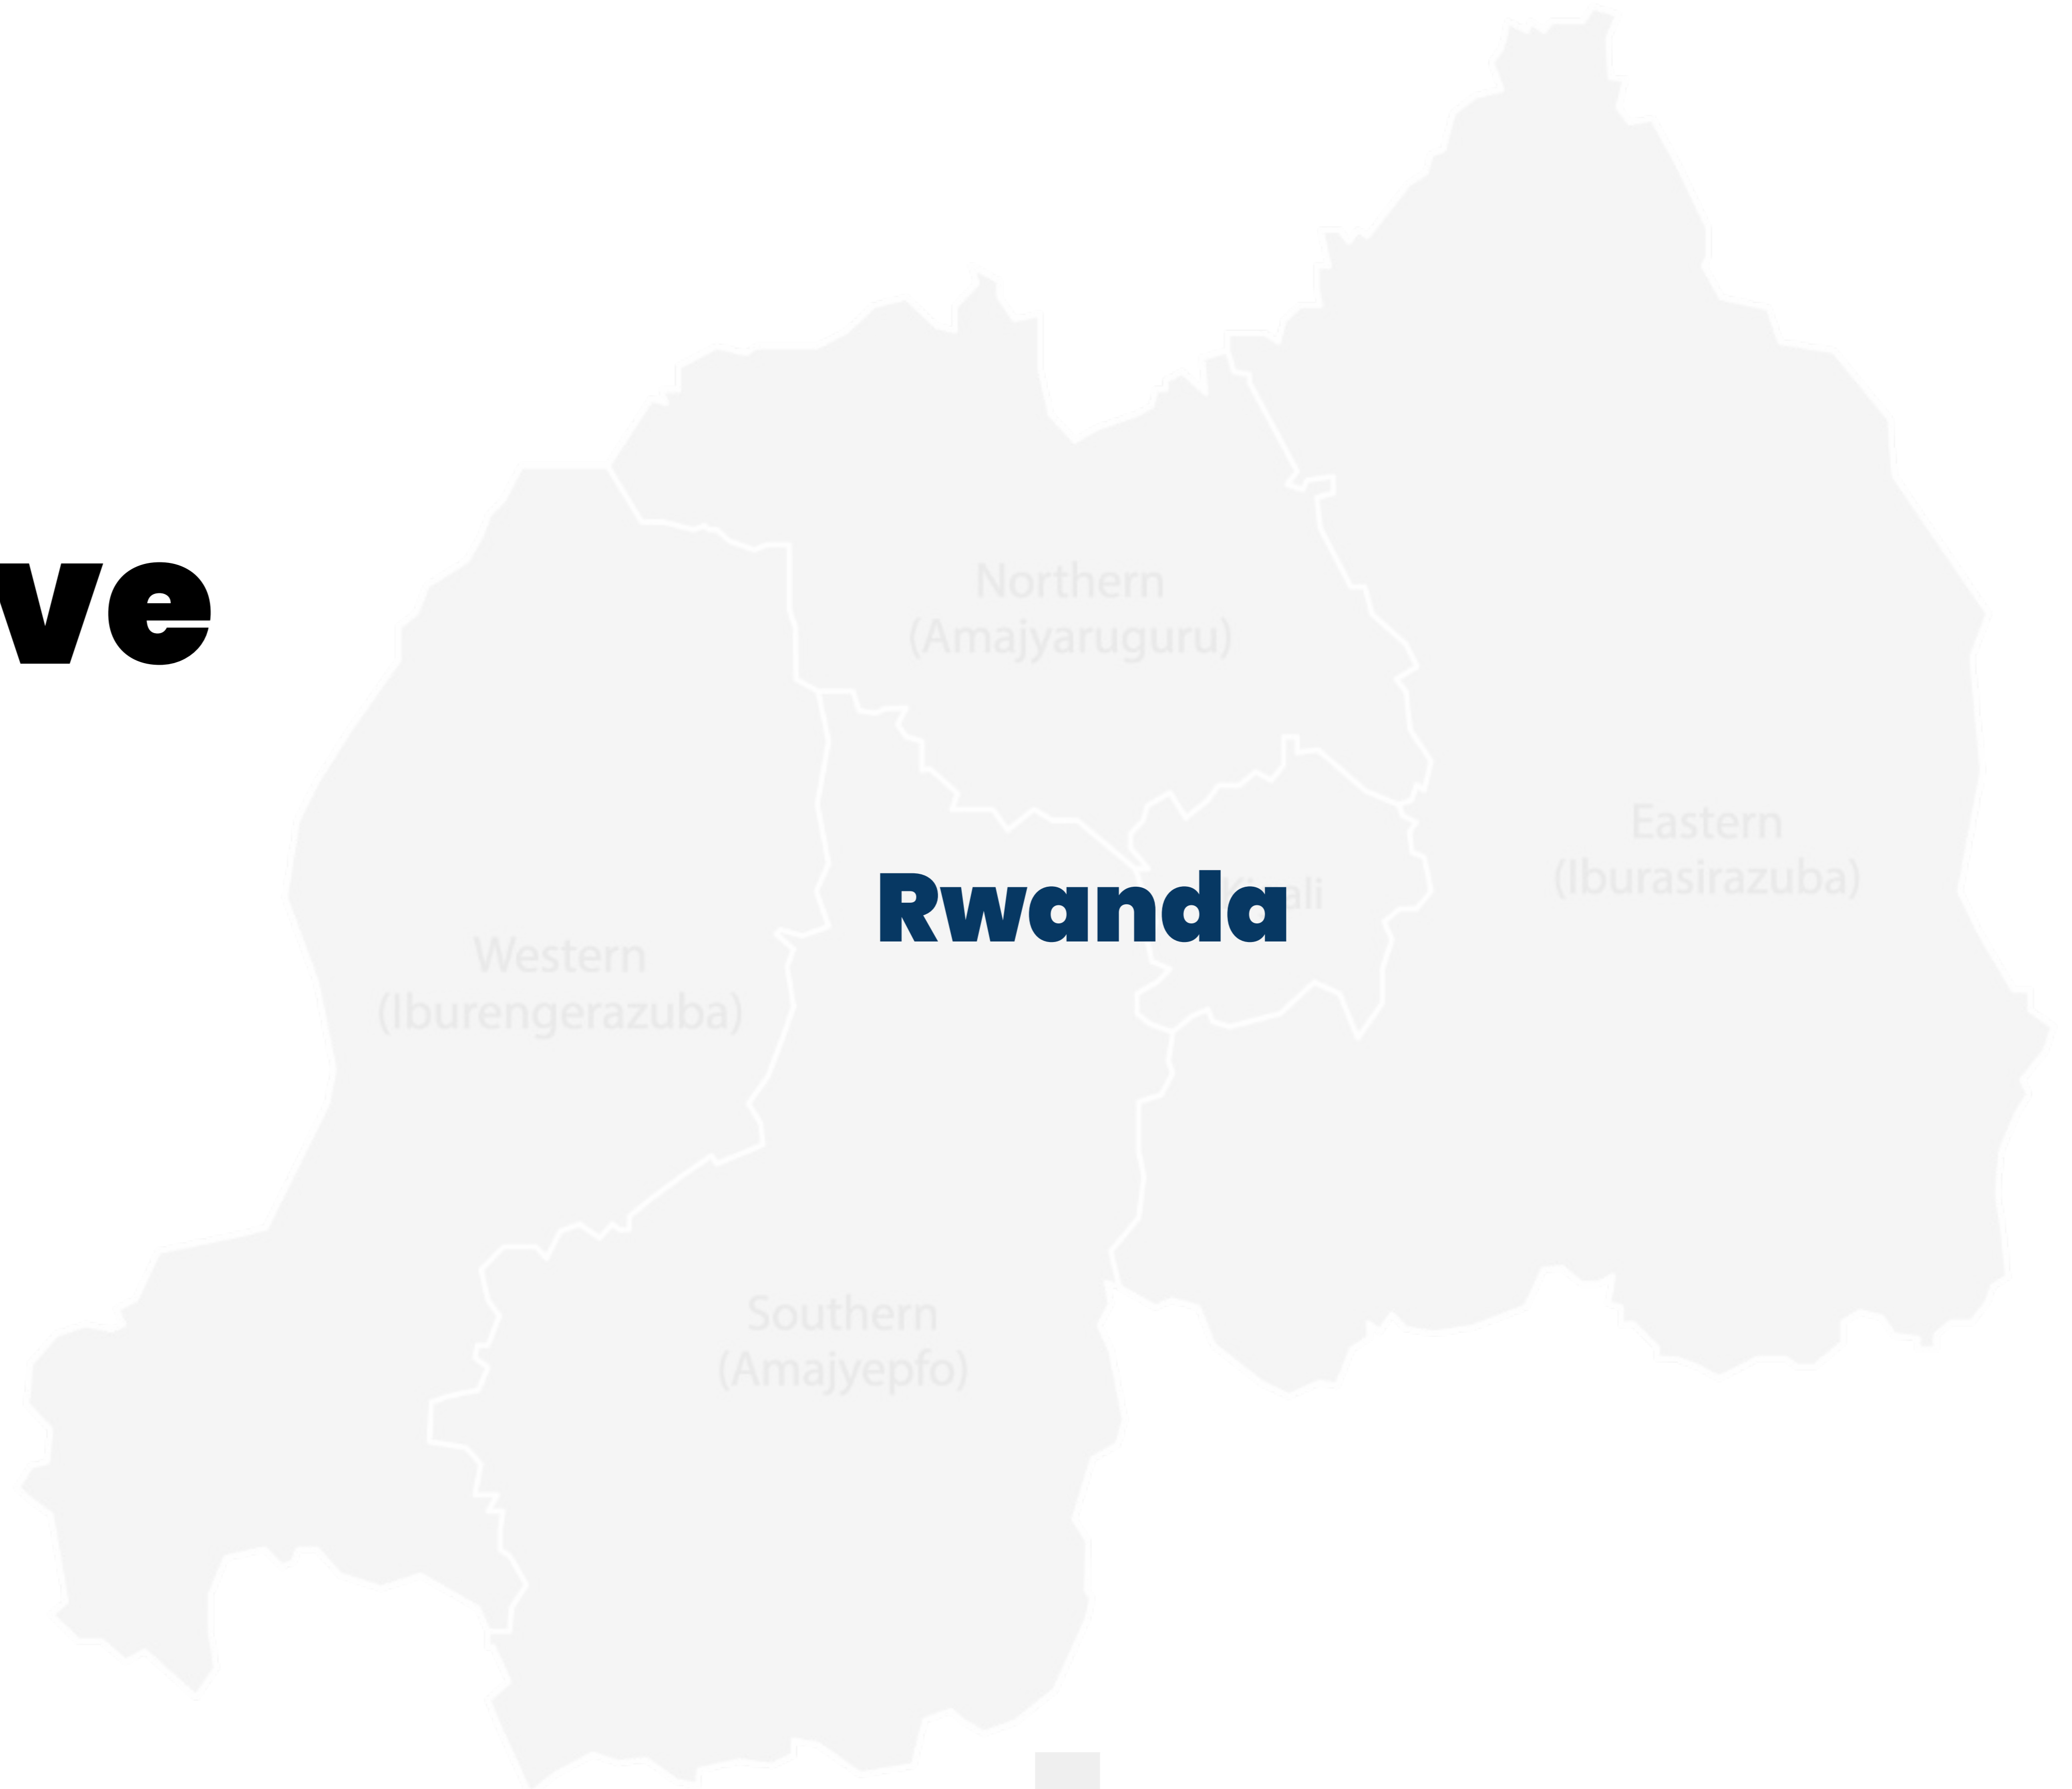 ve
Northern
(Amajyaruguru)
Eastern
(Iburasirazuba)
Rwanda
Western
(Iburengerazuba)
Southern
(Amajyepfo)